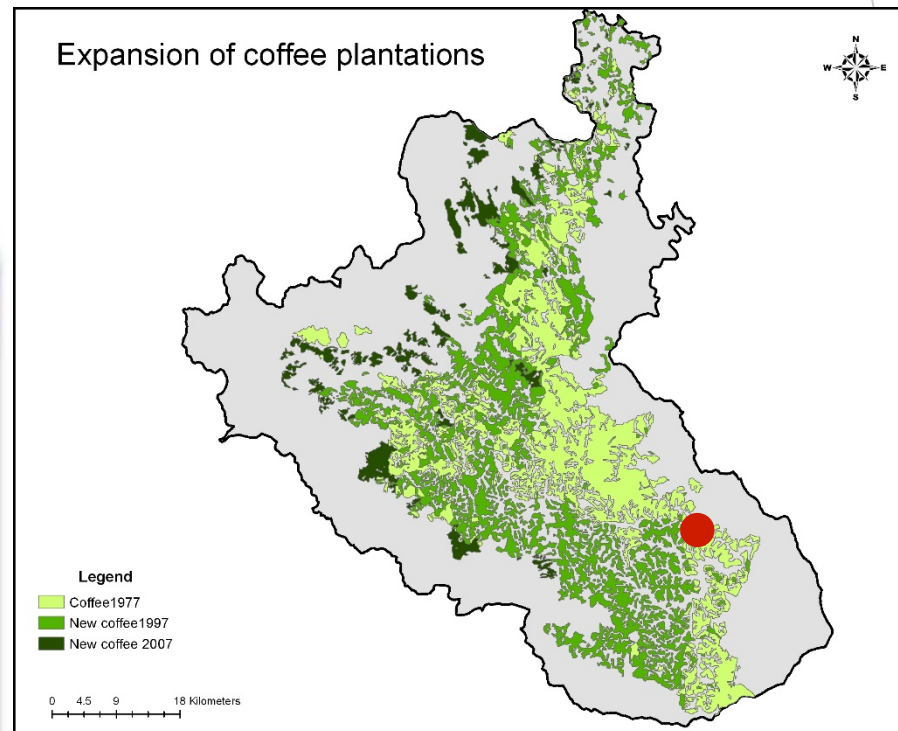 Expansion of coffee plantations
N
W E
S
Legend
Coffee1977
New coffee1997
New coffee 2007
0 4.5 9 18 Kilometers